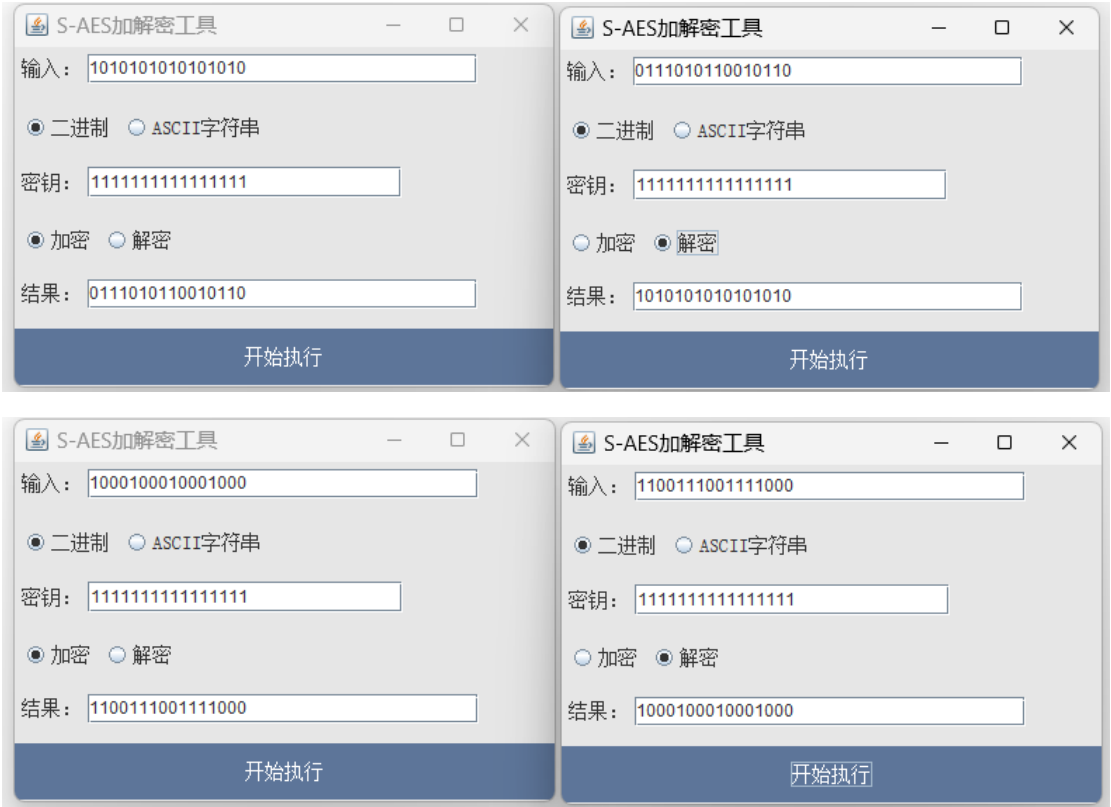 S-AES加解密工具
输入： 1010101010101010
二进制 ASCII字符串
密钥： 1111111111111111
加密 解密
结果： 0111010110010110
开始执行
S-AES加解密工具
输入： 0111010110010110
二进制 ASCII字符串
密钥： 1111111111111111
加密 解密
结果： 1010101010101010
开始执行
S-AES加解密工具
输入： 1000100010001000
二进制 ASCII字符串
密钥： 1111111111111111
加密 解密
结果： 1100111001111000
开始执行
S-AES加解密工具
输入： 1100111001111000
二进制 ASCII字符串
密钥： 1111111111111111
加密 解密
结果： 1000100010001000
开始执行